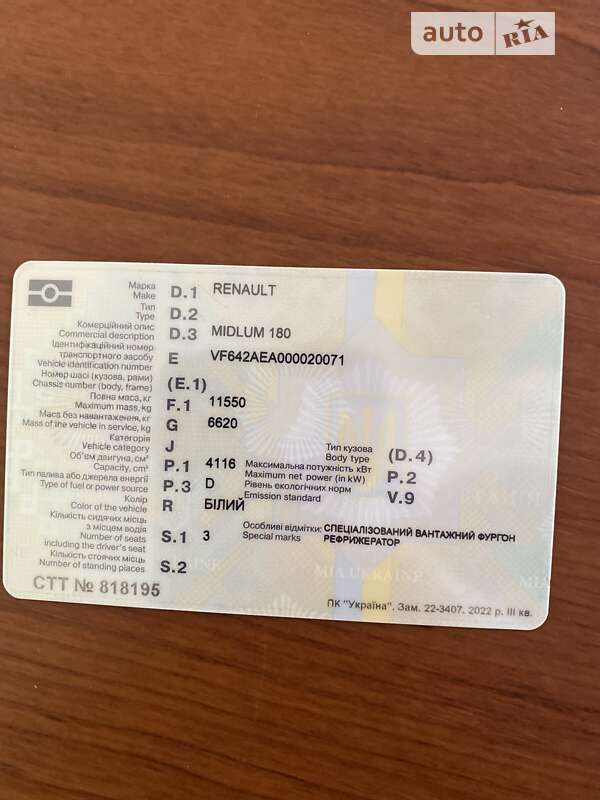 auto RIA
Марка
Make D.1 RENAULT
Тип
Type D.2
Комерційний опис
Commercial description D.3 MIDLUM 180
Ідентифікаційний номер
транспортного засобу
Vehicle identification number E VF642AEA000020071
Номер шасі (кузова, рами)
Chassis number (body, frame) (E.1)
Повна маса, кг
Maximum mass, kg F.1 11550
Маса без навантаження, кг
Mass of the vehicle in service, kg G 6620
Категорія
Vehicle category J
Тип кузова
Body type (D.4)
Об'єм двигуна, см³
Capacity, cm³ P.1 4116
Максимальна потужність кВт
Maximum net power (in kW) P.2
Тип палива або джерела енергії
Type of fuel or power source P.3 D
Рівень екологічних норм
Emission standard V.9
Колір
Color of the vehicle R БІЛИЙ
Кількість сидячих місць
з місцем водія
Number of seats
including the driver's seat S.1 3
Особливі відмітки: СПЕЦІАЛІЗОВАНИЙ ВАНТАЖНИЙ ФУРГОН
Special marks РЕФРИЖЕРАТОР
Кількість стоячих місць
Number of standing places S.2
MIA UKRAINE
СТТ № 818195
ПК "Україна". Зам. 22-3407. 2022 р. III кв.